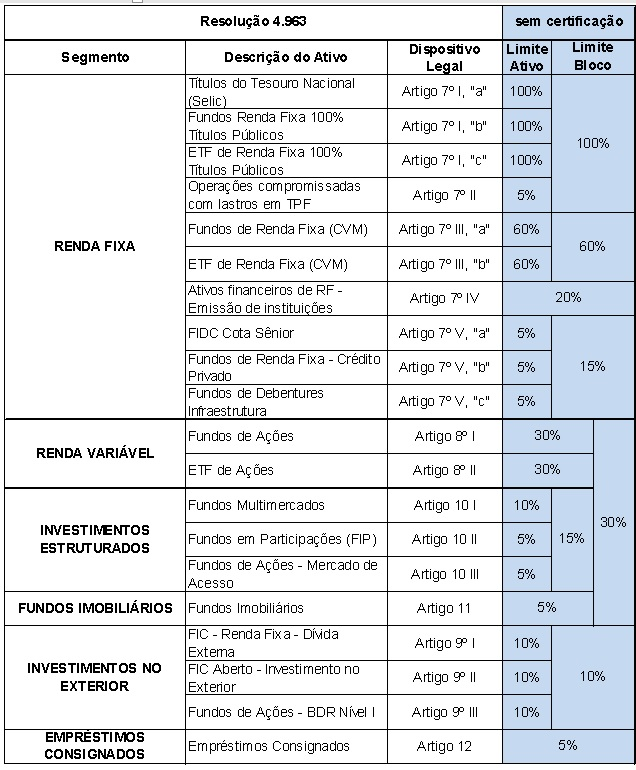 Resolução 4.963 sem certificação
Segmento Descrição do Ativo Dispositivo Legal Limite Ativo Limite Bloco
RENDA FIXA
Títulos do Tesouro Nacional (Selic) Artigo 7º I, "a" 100%
Fundos Renda Fixa 100% Títulos Públicos Artigo 7º I, "b" 100%
ETF de Renda Fixa 100% Títulos Públicos Artigo 7º I, "c" 100%
Operações compromissadas com lastros em TPF Artigo 7º II 5%
100%
Fundos de Renda Fixa (CVM) Artigo 7º III, "a" 60%
ETF de Renda Fixa (CVM) Artigo 7º III, "b" 60%
60%
Ativos financeiros de RF - Emissão de instituições Artigo 7º IV 20%
FIDC Cota Sênior Artigo 7º V, "a" 5%
Fundos de Renda Fixa - Crédito Privado Artigo 7º V, "b" 5%
Fundos de Debentures Infraestrutura Artigo 7º V, "c" 5%
15%
RENDA VARIÁVEL
Fundos de Ações Artigo 8º I 30%
ETF de Ações Artigo 8º II 30%
INVESTIMENTOS ESTRUTURADOS
Fundos Multimercados Artigo 10 I 10%
Fundos em Participações (FIP) Artigo 10 II 5%
Fundos de Ações - Mercado de Acesso Artigo 10 III 5%
15%
30%
FUNDOS IMOBILIÁRIOS Fundos Imobiliários Artigo 11 5%
INVESTIMENTOS NO EXTERIOR
FIC - Renda Fixa - Dívida Externa Artigo 9º I 10%
FIC Aberto - Investimento no Exterior Artigo 9º II 10%
Fundos de Ações - BDR Nível I Artigo 9º III 10%
10%
EMPRÉSTIMOS CONSIGNADOS Empréstimos Consignados Artigo 12 5%